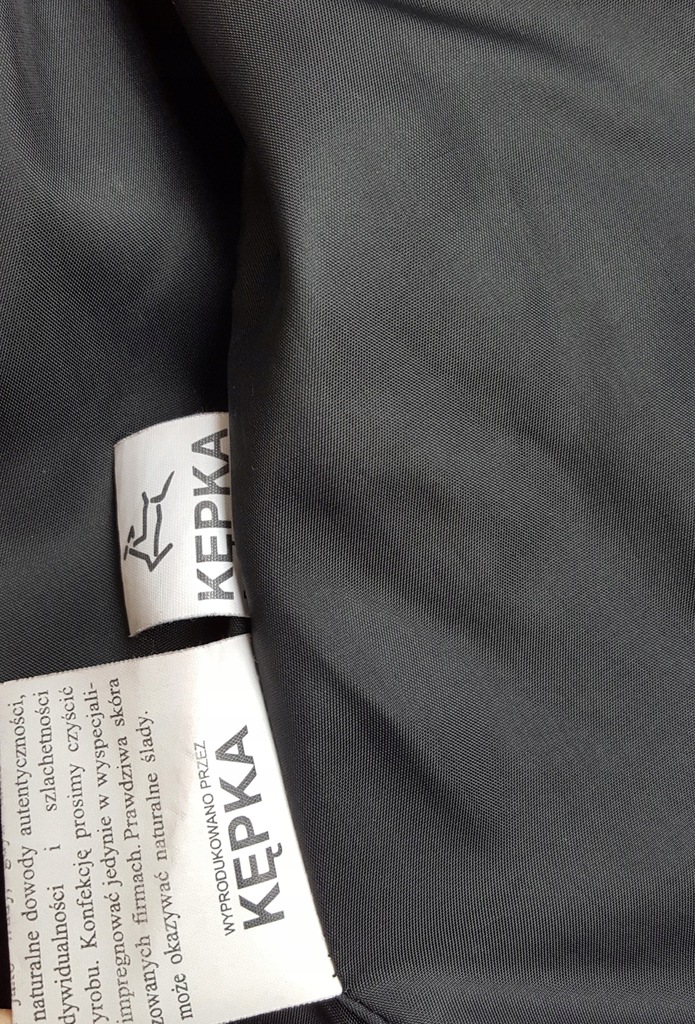 KĘPKA
naturalne dowody autentyczności,
dywidualności i szlachetności
yrobu. Konfekcję prosimy czyścić
impregnować jedynie w wyspecjali-
zowanych firmach. Prawdziwa skóra
może okazywać naturalne ślady.
WYPRODUKOWANO PRZEZ
KĘPKA